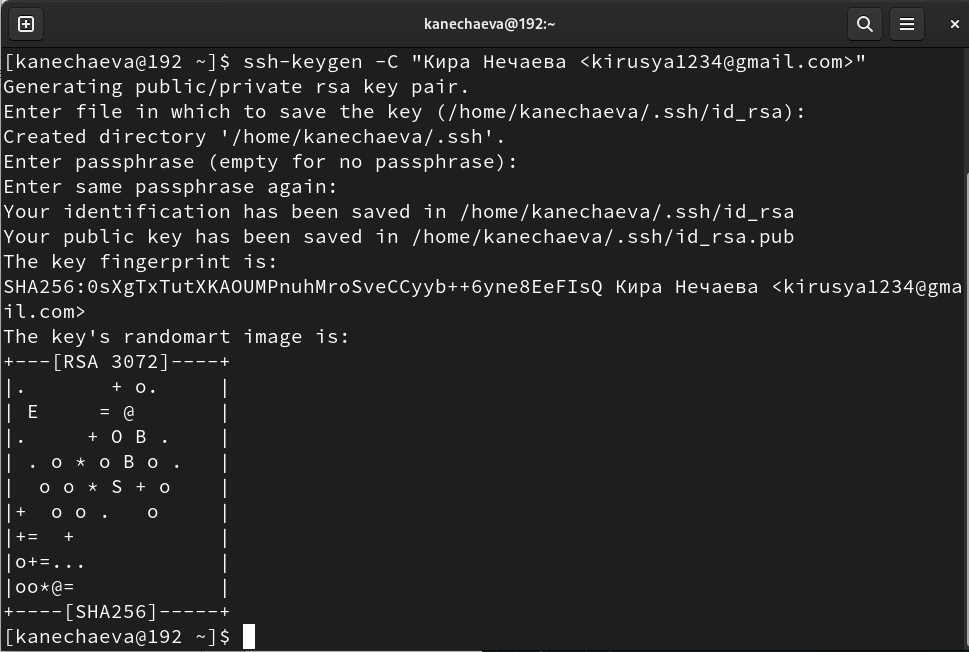 kanechaeva@192:~
[kanechaeva@192 ~]$ ssh-keygen -C "Кира Нечаева <kirusya1234@gmail.com>"
Generating public/private rsa key pair.
Enter file in which to save the key (/home/kanechaeva/.ssh/id_rsa):
Created directory '/home/kanechaeva/.ssh'.
Enter passphrase (empty for no passphrase):
Enter same passphrase again:
Your identification has been saved in /home/kanechaeva/.ssh/id_rsa
Your public key has been saved in /home/kanechaeva/.ssh/id_rsa.pub
The key fingerprint is:
SHA256:0sXgTxTutXKAOUMPnuhMroSveCCyyb++6yne8EeFIsQ Кира Нечаева <kirusya1234@gma
il.com>
The key's randomart image is:
+---[RSA 3072]----+
|.       + o.     |
| E     = @       |
|.     + O B .    |
| . o * o B o .   |
|  o o * S + o    |
|+  o o .   o     |
|+=  +            |
|o+=...           |
|oo*@=            |
+----[SHA256]-----+
[kanechaeva@192 ~]$